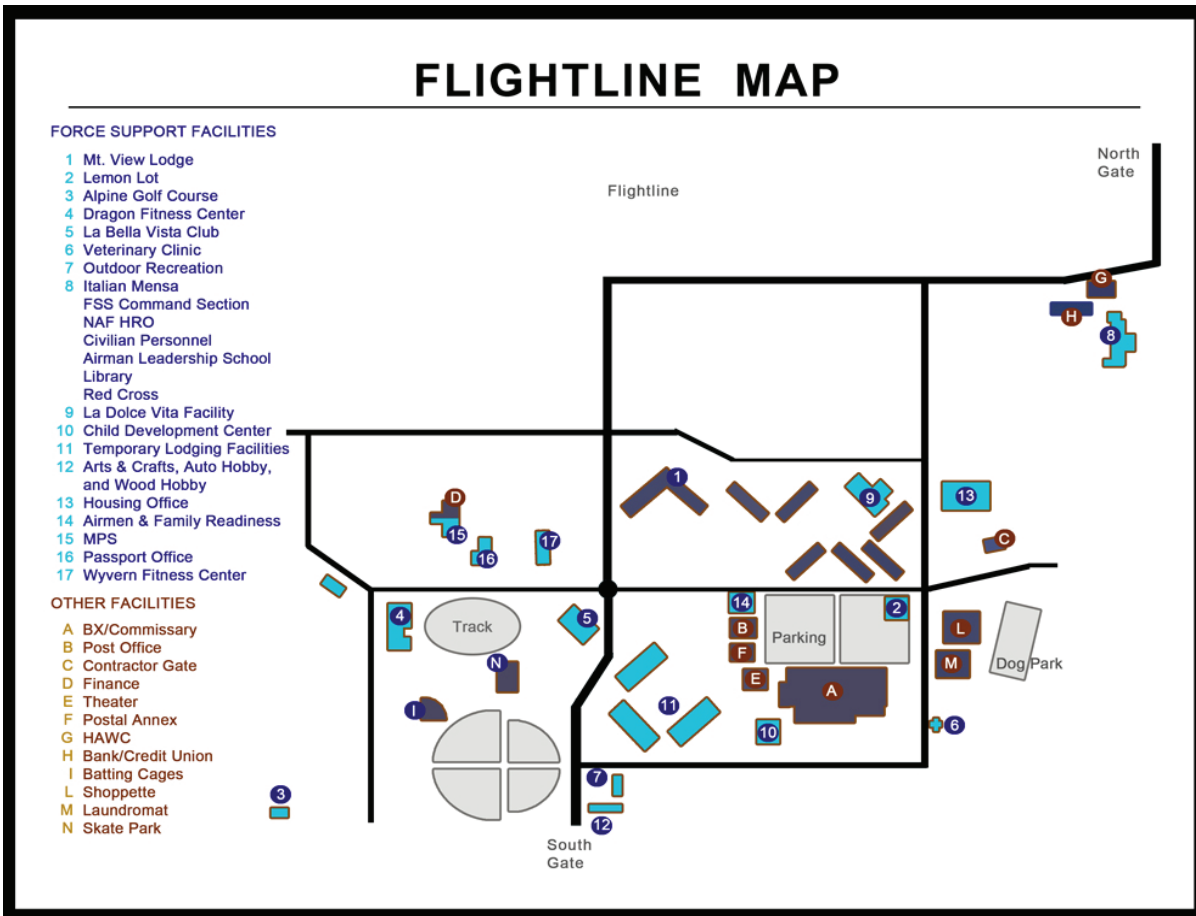 FLIGHTLINE MAP
FORCE SUPPORT FACILITIES
1 Mt. View Lodge
2 Lemon Lot
3 Alpine Golf Course
4 Dragon Fitness Center
5 La Bella Vista Club
6 Veterinary Clinic
7 Outdoor Recreation
8 Italian Mensa
FSS Command Section
NAF HRO
Civilian Personnel
Airman Leadership School
Library
Red Cross
9 La Dolce Vita Facility
10 Child Development Center
11 Temporary Lodging Facilities
12 Arts & Crafts, Auto Hobby,
and Wood Hobby
13 Housing Office
14 Airmen & Family Readiness
15 MPS
16 Passport Office
17 Wyvern Fitness Center
OTHER FACILITIES
A BX/Commissary
B Post Office
C Contractor Gate
D Finance
E Theater
F Postal Annex
G HAWC
H Bank/Credit Union
I Batting Cages
L Shoppette
M Laundromat
N Skate Park
Flightline
North
Gate
G
H
8
1
9
13
D
15
16
17
C
4
Track
5
14
2
B
Parking
L
F
N
M
Dog Park
E
A
I
11
10
6
7
3
12
South
Gate